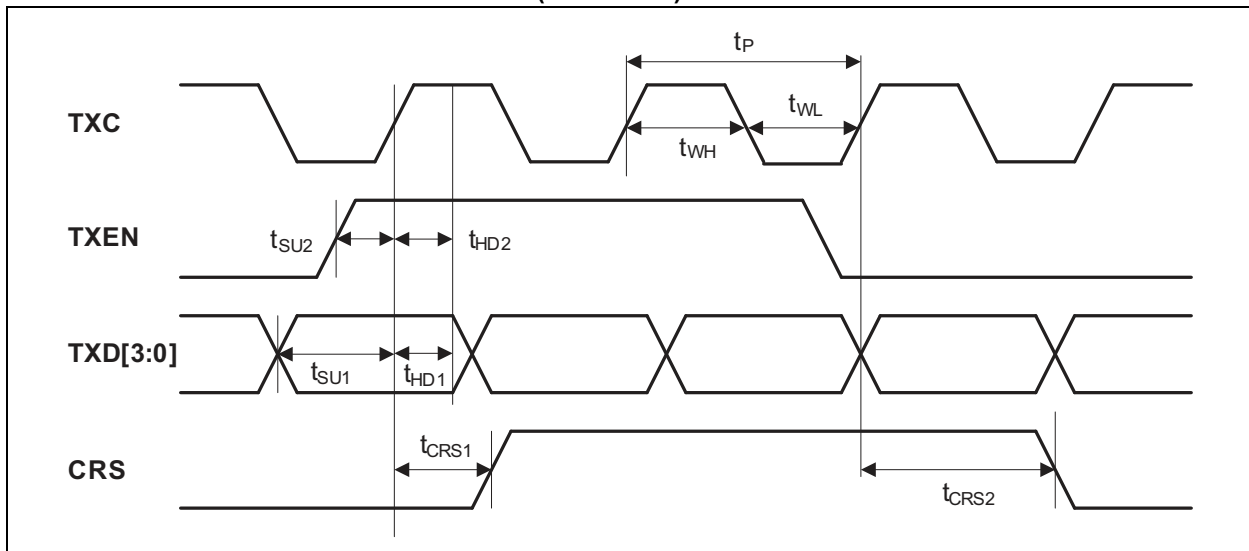 tP
TXC
tWL
tWH
TXEN
tSU2
tHD2
TXD[3:0]
tSU1
tHD1
tCRS1
CRS
tCRS2